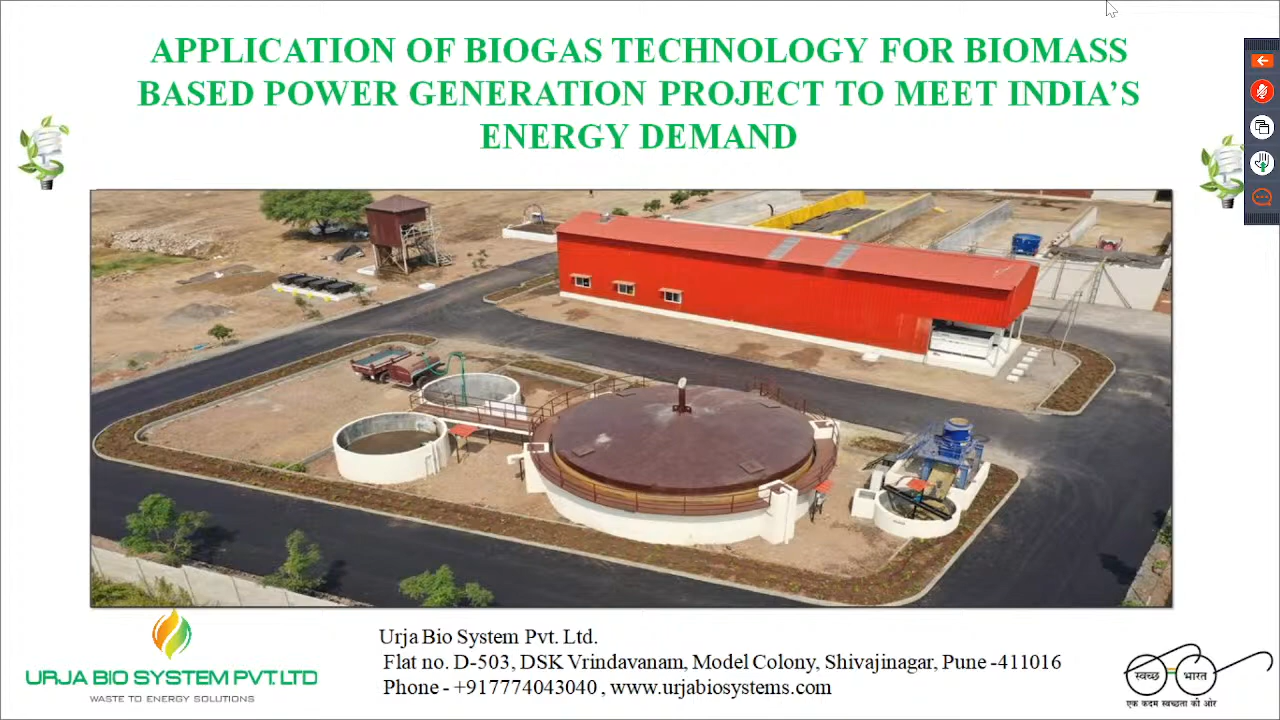 APPLICATION OF BIOGAS TECHNOLOGY FOR BIOMASS
BASED POWER GENERATION PROJECT TO MEET INDIA’S
ENERGY DEMAND
Urja Bio System Pvt. Ltd.
Flat no. D-503, DSK Vrindavanam, Model Colony, Shivajinagar, Pune -411016
Phone - +917774043040 , www.urjabiosystems.com
URJA BIO SYSTEM PVT. LTD
WASTE TO ENERGY SOLUTIONS
स्वच्छ भारत
एक कदम स्वच्छता की ओर